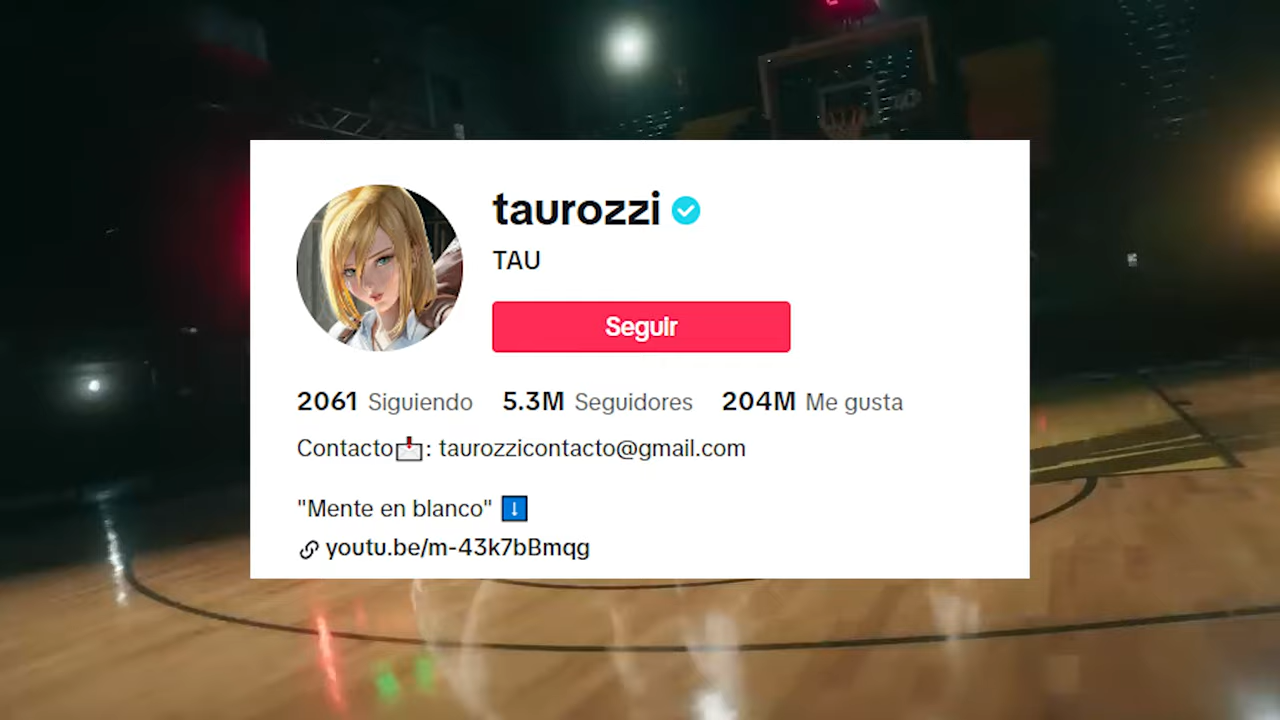 taurozzi
TAU
Seguir
2061 Siguiendo 5.3M Seguidores 204M Me gusta
Contacto📩: taurozzicontacto@gmail.com
"Mente en blanco" ⬇️
youtu.be/m-43k7bBmqg